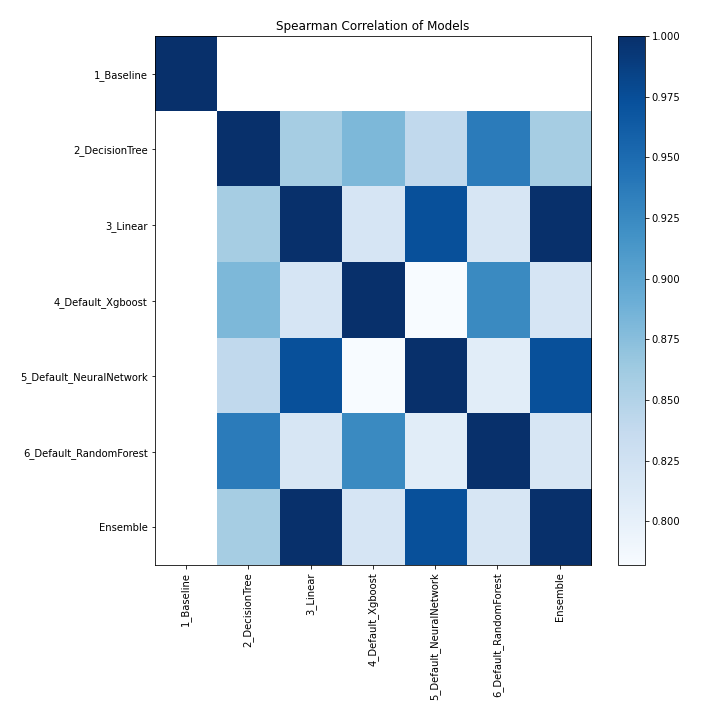 Spearman Correlation of Models
1_Baseline
2_DecisionTree
3_Linear
4_Default_Xgboost
5_Default_NeuralNetwork
6_Default_RandomForest
Ensemble
1_Baseline
2_DecisionTree
3_Linear
4_Default_Xgboost
5_Default_NeuralNetwork
6_Default_RandomForest
Ensemble
1.000
0.975
0.950
0.925
0.900
0.875
0.850
0.825
0.800